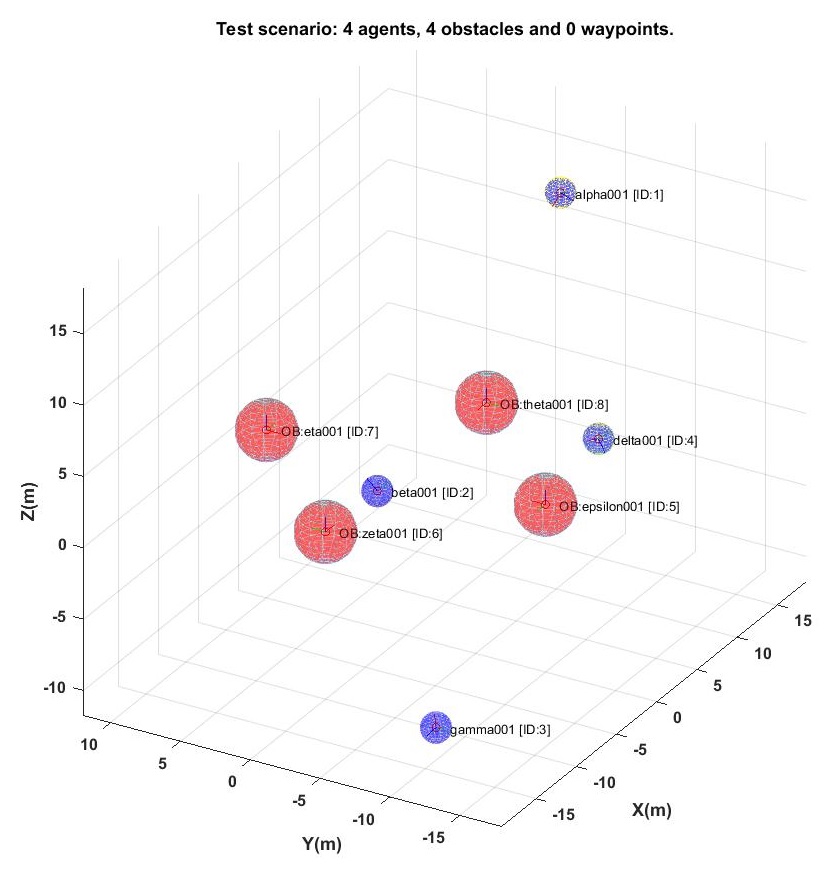 Test scenario: 4 agents, 4 obstacles and 0 waypoints.
alpha001 [ID:1]
OB:theta001 [ID:8]
OB:eta001 [ID:7]
delta001 [ID:4]
beta001 [ID:2]
OB:epsilon001 [ID:5]
OB:zeta001 [ID:6]
gamma001 [ID:3]
Z(m)
15
10
5
0
-5
-10
10
5
0
-5
-10
-15
Y(m)
15
10
5
0
-5
-10
-15
X(m)